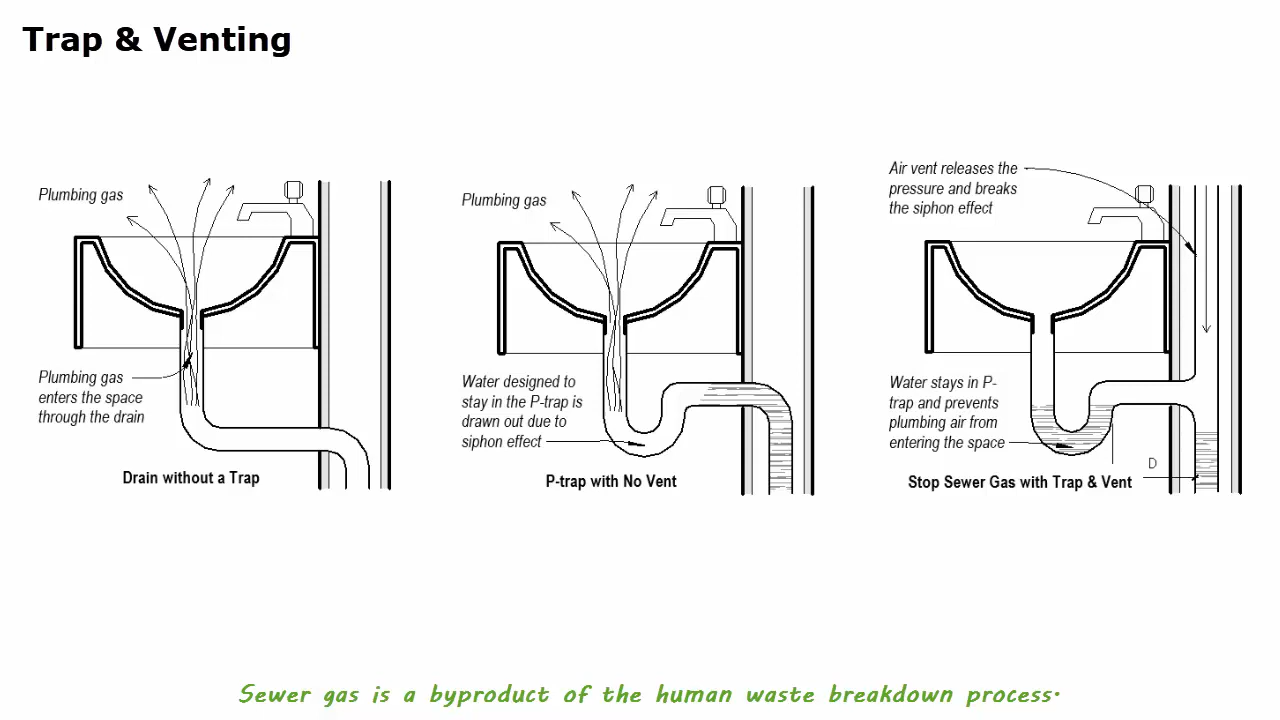 Trap & Venting
Plumbing gas
Plumbing gas
enters the space
through the drain
Drain without a Trap
Plumbing gas
Water designed to
stay in the P-trap is
drawn out due to
siphon effect
P-trap with No Vent
Air vent releases the
pressure and breaks
the siphon effect
Water stays in P-
trap and prevents
plumbing air from
entering the space
D
Stop Sewer Gas with Trap & Vent
Sewer gas is a byproduct of the human waste breakdown process.